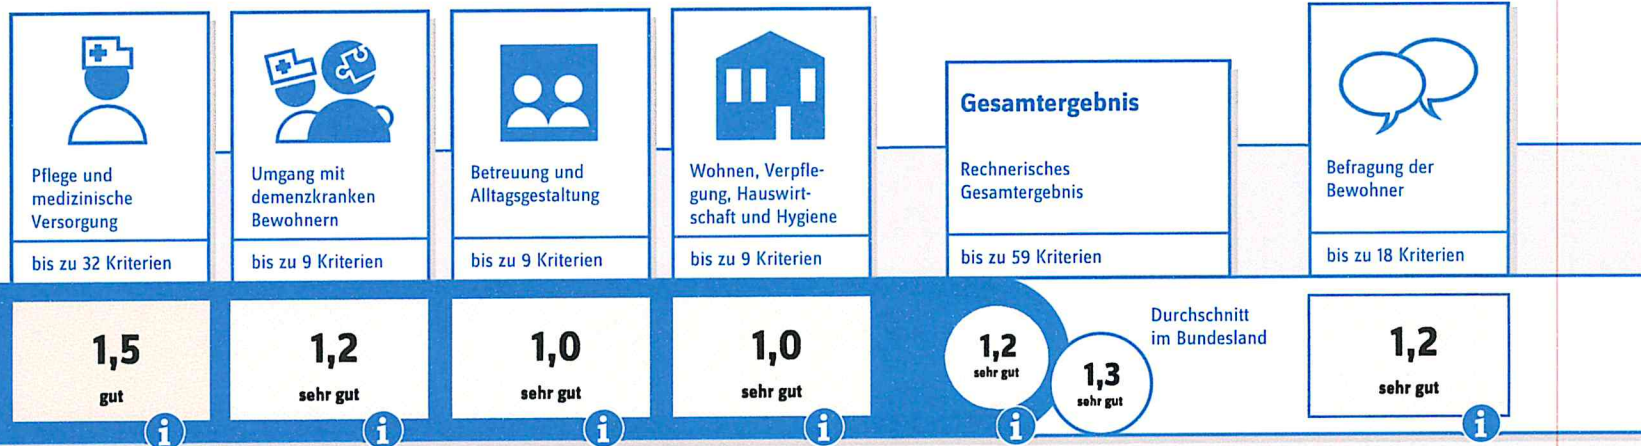 Pflege und
medizinische
Versorgung
bis zu 32 Kriterien
1,5
gut
Umgang mit
demenzkranken
Bewohnern
bis zu 9 Kriterien
1,2
sehr gut
Betreuung und
Alltagsgestaltung
bis zu 9 Kriterien
1,0
sehr gut
Wohnen, Verpfle-
gung, Hauswirt-
schaft und Hygiene
bis zu 9 Kriterien
1,0
sehr gut
Gesamtergebnis
Rechnerisches
Gesamtergebnis
bis zu 59 Kriterien
1,2
sehr gut
1,3
sehr gut
Durchschnitt
im Bundesland
Befragung der
Bewohner
bis zu 18 Kriterien
1,2
sehr gut
i
i
i
i
i
i